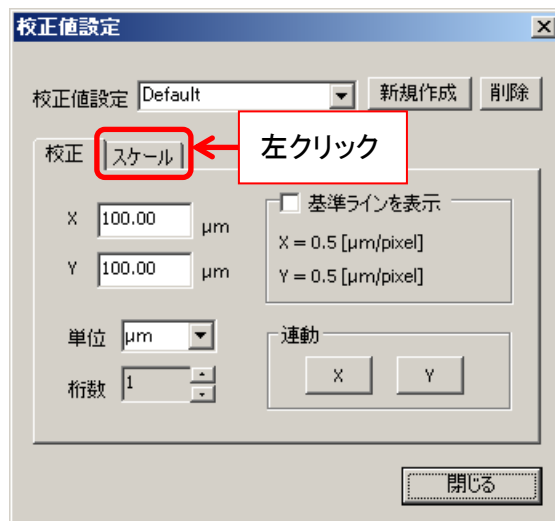 校正値設定
校正値設定 Default 新規作成 削除
校正 スケール 左クリック
X 100.00 μm
Y 100.00 μm
基準ラインを表示
X = 0.5 [μm/pixel]
Y = 0.5 [μm/pixel]
単位 μm
桁数 1
連動
X Y
閉じる